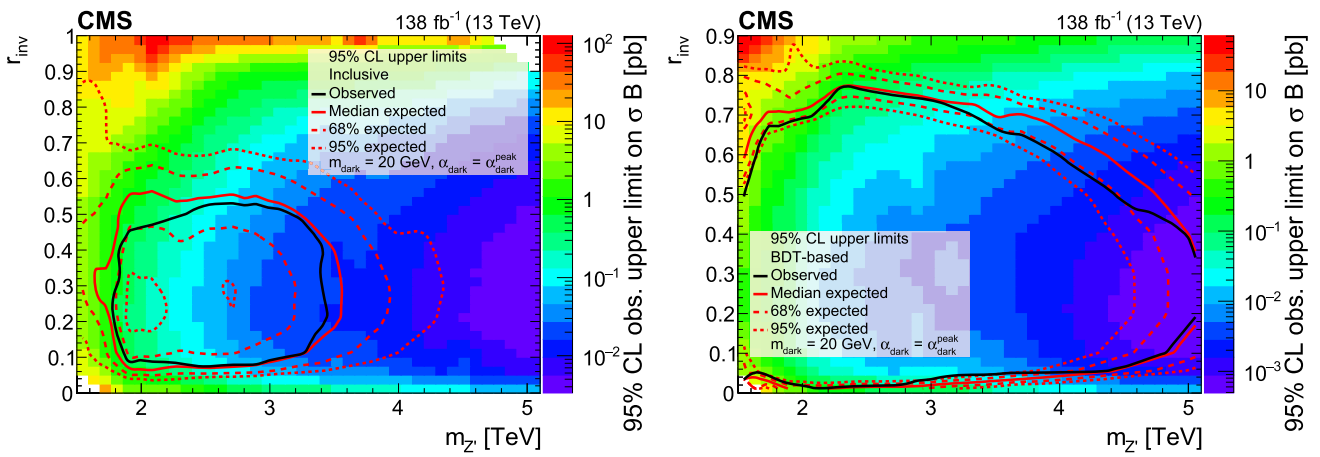 CMS
138 fb⁻¹ (13 TeV)
r_inv
1
0.9
0.8
0.7
0.6
0.5
0.4
0.3
0.2
0.1
0
2
3
4
5
m_Z' [TeV]
95% CL upper limits
Inclusive
Observed
Median expected
68% expected
95% expected
m_dark = 20 GeV, α_dark = α_dark^peak
10²
10
1
10⁻¹
10⁻²
95% CL obs. upper limit on σ B [pb]
CMS
138 fb⁻¹ (13 TeV)
r_inv
0.9
0.8
0.7
0.6
0.5
0.4
0.3
0.2
0.1
0
2
3
4
5
m_Z' [TeV]
95% CL upper limits
BDT-based
Observed
Median expected
68% expected
95% expected
m_dark = 20 GeV, α_dark = α_dark^peak
10
1
10⁻¹
10⁻²
10⁻³
95% CL obs. upper limit on σ B [pb]